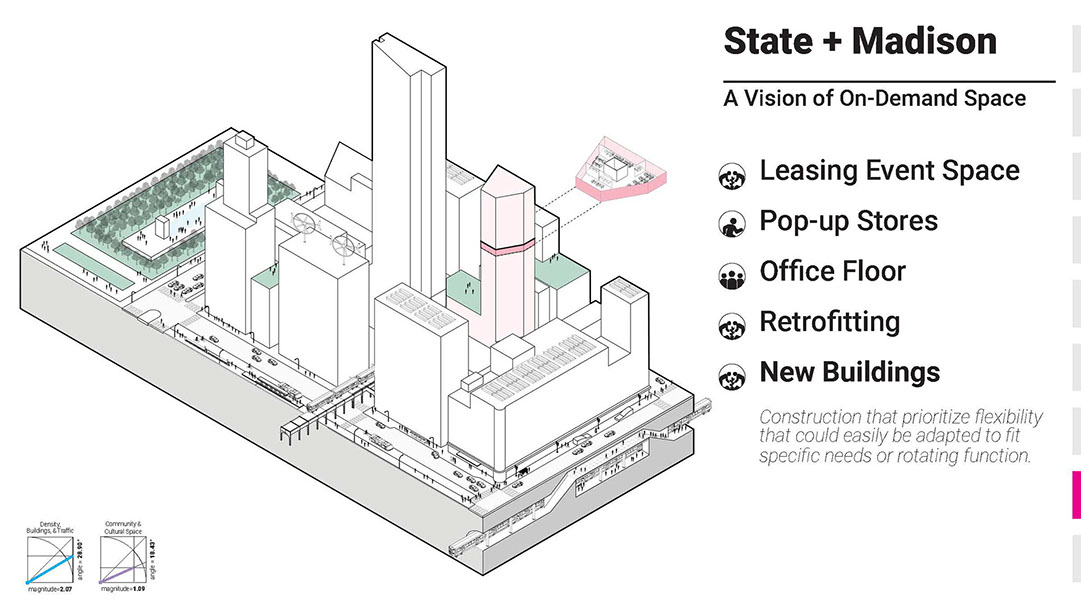 State + Madison
A Vision of On-Demand Space
Leasing Event Space
Pop-up Stores
Office Floor
Retrofitting
New Buildings
Construction that prioritize flexibility
that could easily be adapted to fit
specific needs or rotating function.
Density,
Buildings, & Traffic
angle = 28.90°
magnitude=2.07
Community &
Cultural Space
angle = 18.43°
magnitude=1.09